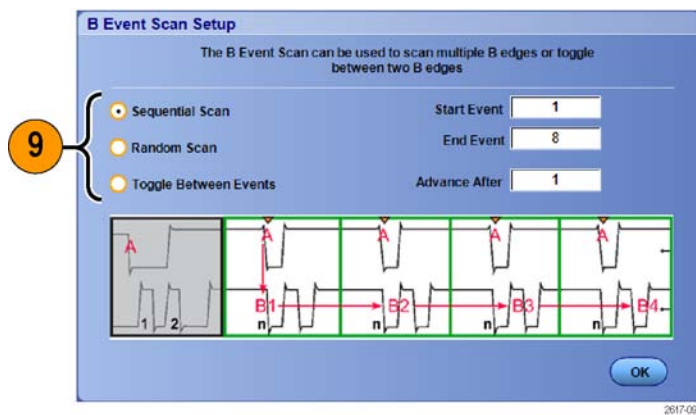 B Event Scan Setup
The B Event Scan can be used to scan multiple B edges or toggle
between two B edges
9
Sequential Scan
Start Event 1
End Event 8
Random Scan
Toggle Between Events
Advance After 1
A A A A A
B1 B2 B3 B4
1 2 n n n n
OK